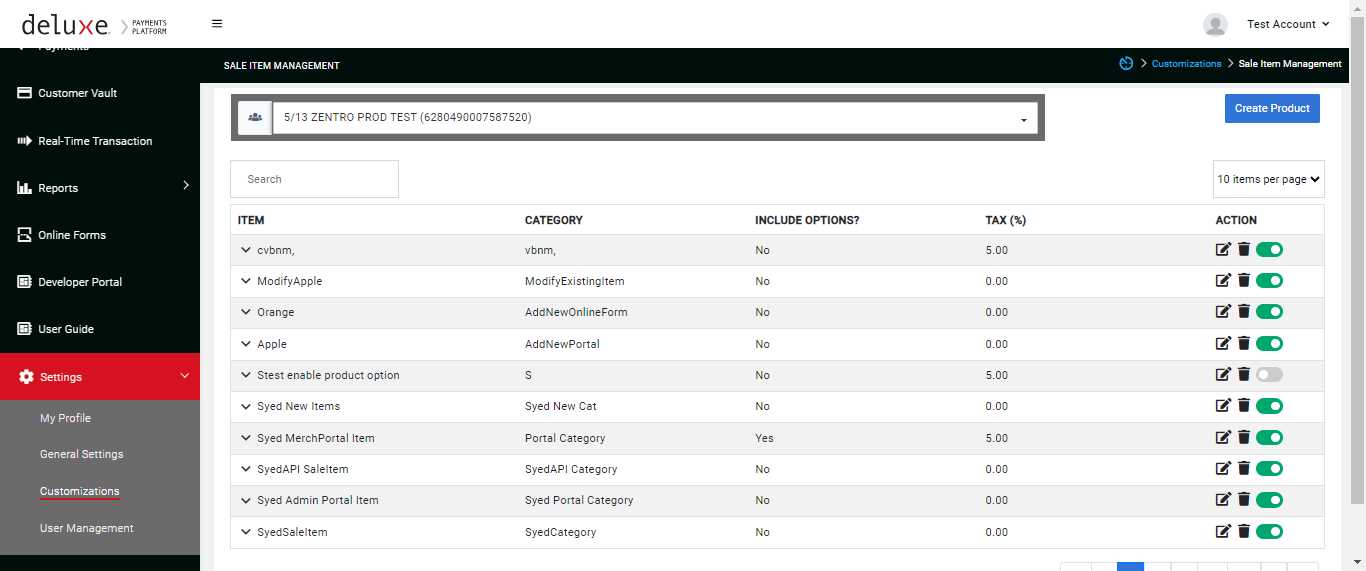 deluxe. PAYMENTS PLATFORM
Test Account
Payments
SALE ITEM MANAGEMENT
Customizations Sale Item Management
Customer Vault
Real-Time Transaction
Reports
Online Forms
Developer Portal
User Guide
Settings
My Profile
General Settings
Customizations
User Management
5/13 ZENTRO PROD TEST (6280490007587520)
Create Product
Search
10 items per page
ITEM CATEGORY INCLUDE OPTIONS? TAX (%) ACTION
cvbnm, vbnm, No 5.00
ModifyApple ModifyExistingItem No 0.00
Orange AddNewOnlineForm No 0.00
Apple AddNewPortal No 0.00
Stest enable product option S No 5.00
Syed New Items Syed New Cat No 0.00
Syed MerchPortal Item Portal Category Yes 5.00
SyedAPI SaleItem SyedAPI Category No 0.00
Syed Admin Portal Item Syed Portal Category No 0.00
SyedSaleItem SyedCategory No 0.00